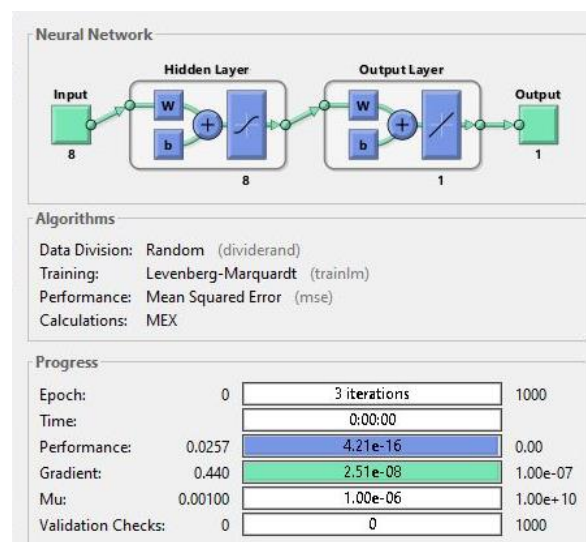 Neural Network
Hidden Layer Output Layer
Input Output
W W
b b
8 8 1 1
Algorithms
Data Division: Random (dividerand)
Training: Levenberg-Marquardt (trainlm)
Performance: Mean Squared Error (mse)
Calculations: MEX
Progress
Epoch: 0 3 iterations 1000
Time: 0:00:00
Performance: 0.0257 4.21e-16 0.00
Gradient: 0.440 2.51e-08 1.00e-07
Mu: 0.00100 1.00e-06 1.00e+10
Validation Checks: 0 0 1000